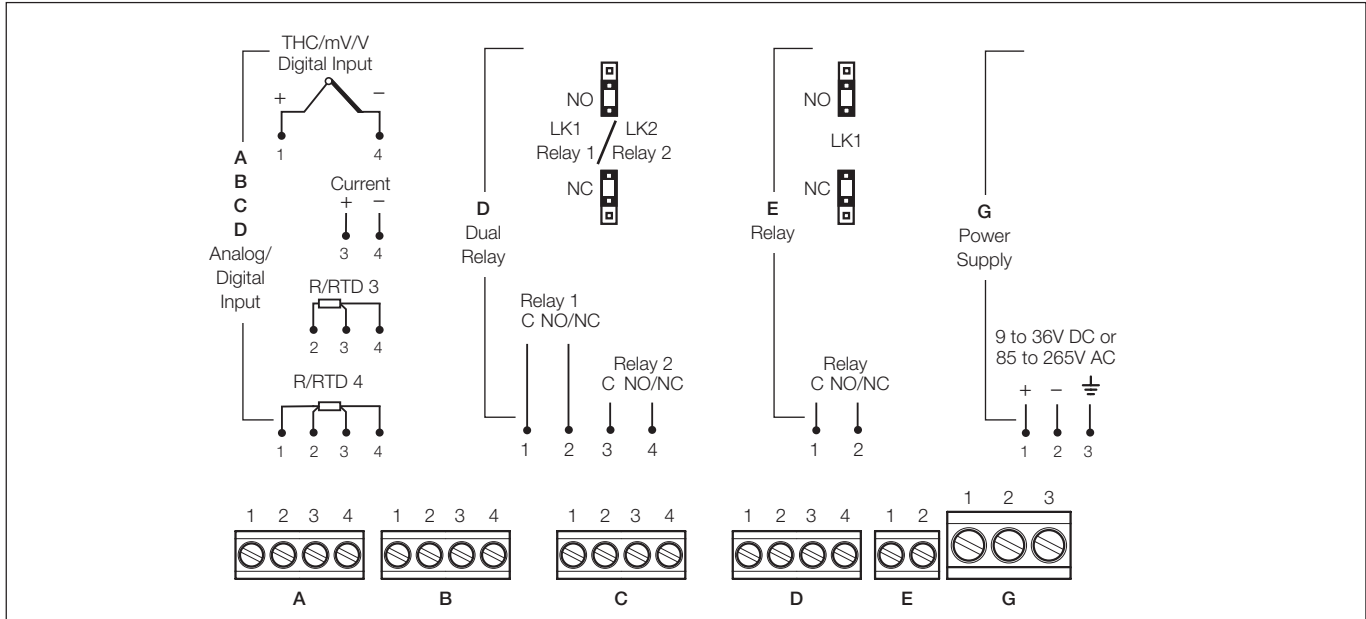 THC/mV/V
Digital Input
+ −
1 4
A
B
C
D
Analog/
Digital
Input
Current
+ −
3 4
R/RTD 3
2 3 4
R/RTD 4
1 2 3 4
D
Dual
Relay
NO
LK1 LK2
Relay 1 Relay 2
NC
Relay 1
C NO/NC
Relay 2
C NO/NC
1 2 3 4
E
Relay
NO
LK1
NC
Relay
C NO/NC
1 2
G
Power
Supply
9 to 36V DC or
85 to 265V AC
+ −
1 2 3
1 2 3 4
A
1 2 3 4
B
1 2 3 4
C
1 2 3 4
D
1 2
E
1 2 3
G